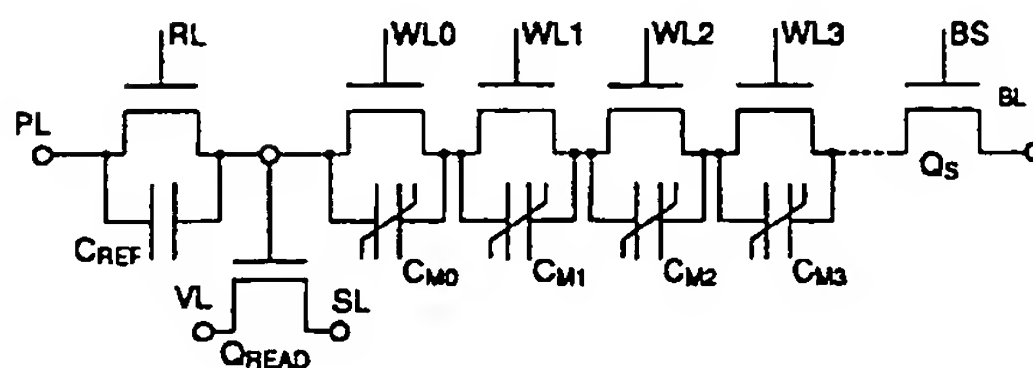 RL WL0 WL1 WL2 WL3 BS
PL BL
QS
CREF CM0 CM1 CM2 CM3
VL SL
QREAD